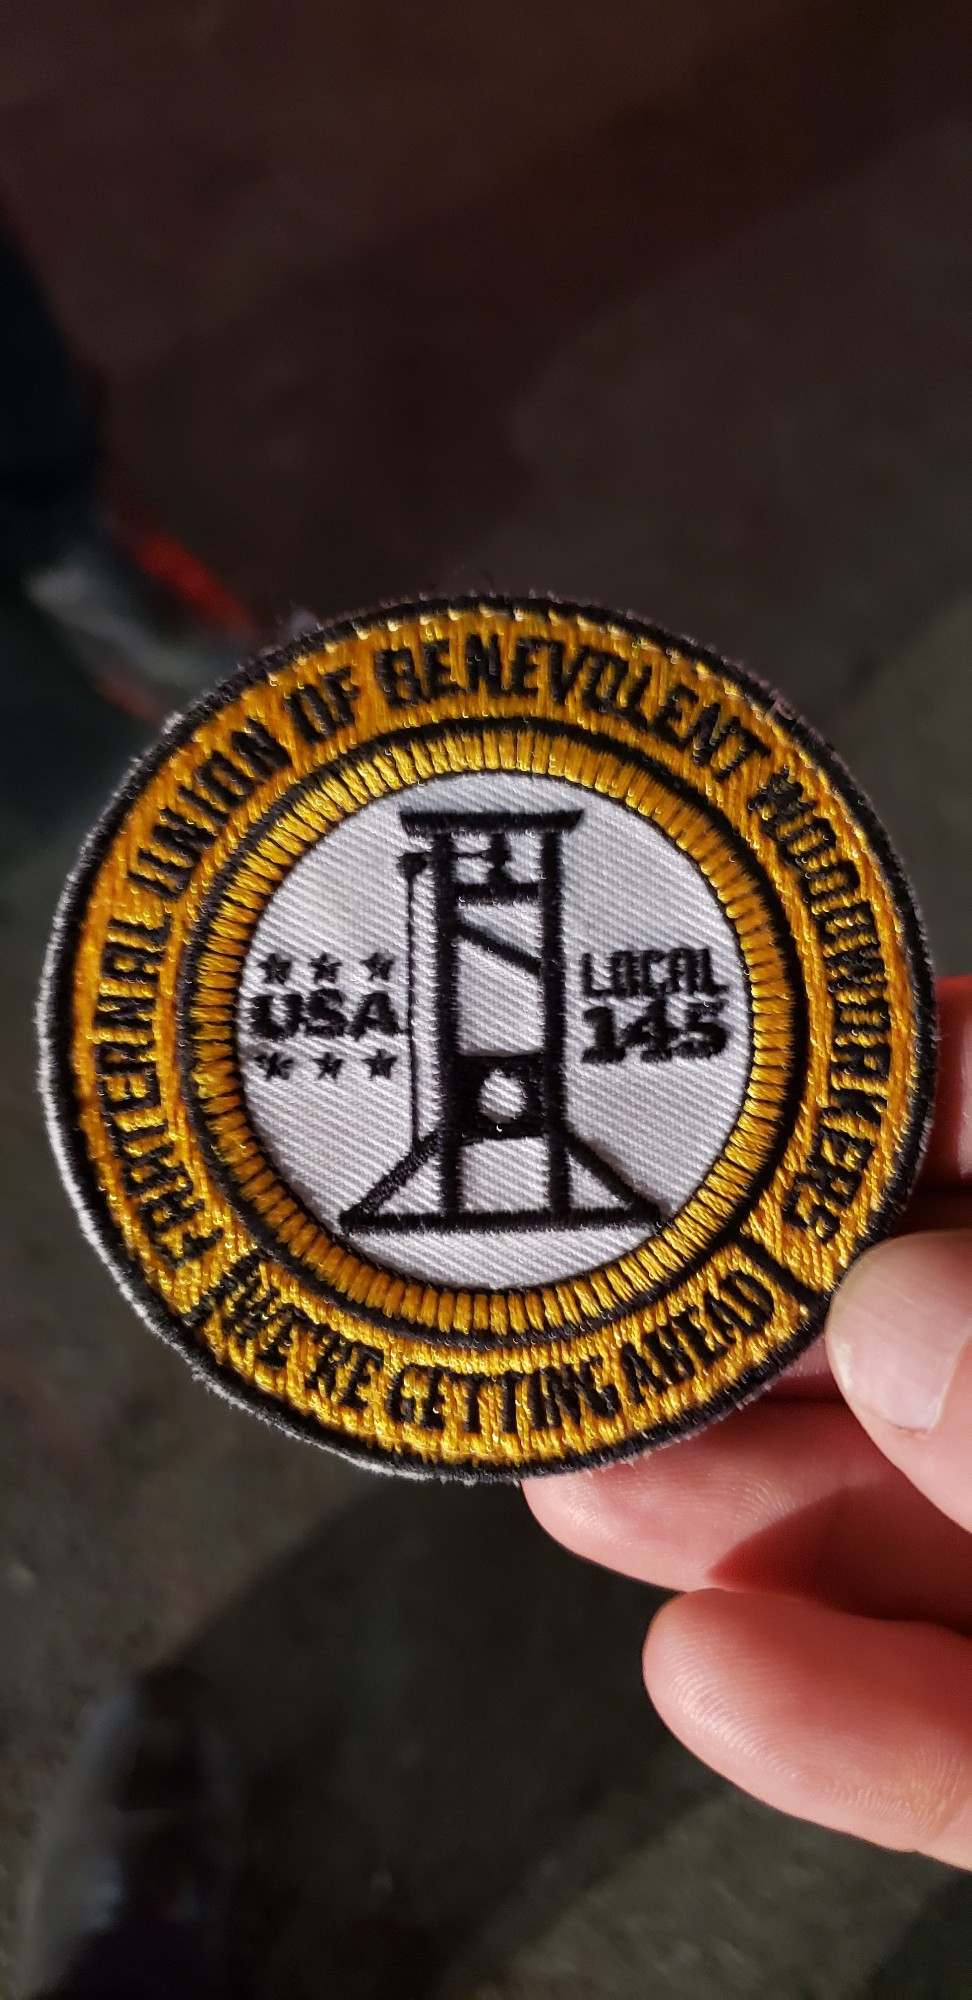 FRATERNAL UNION OF BENEVOLENT WOODWORKERS
USA
LOCAL
145
WE'RE GETTING AHEAD